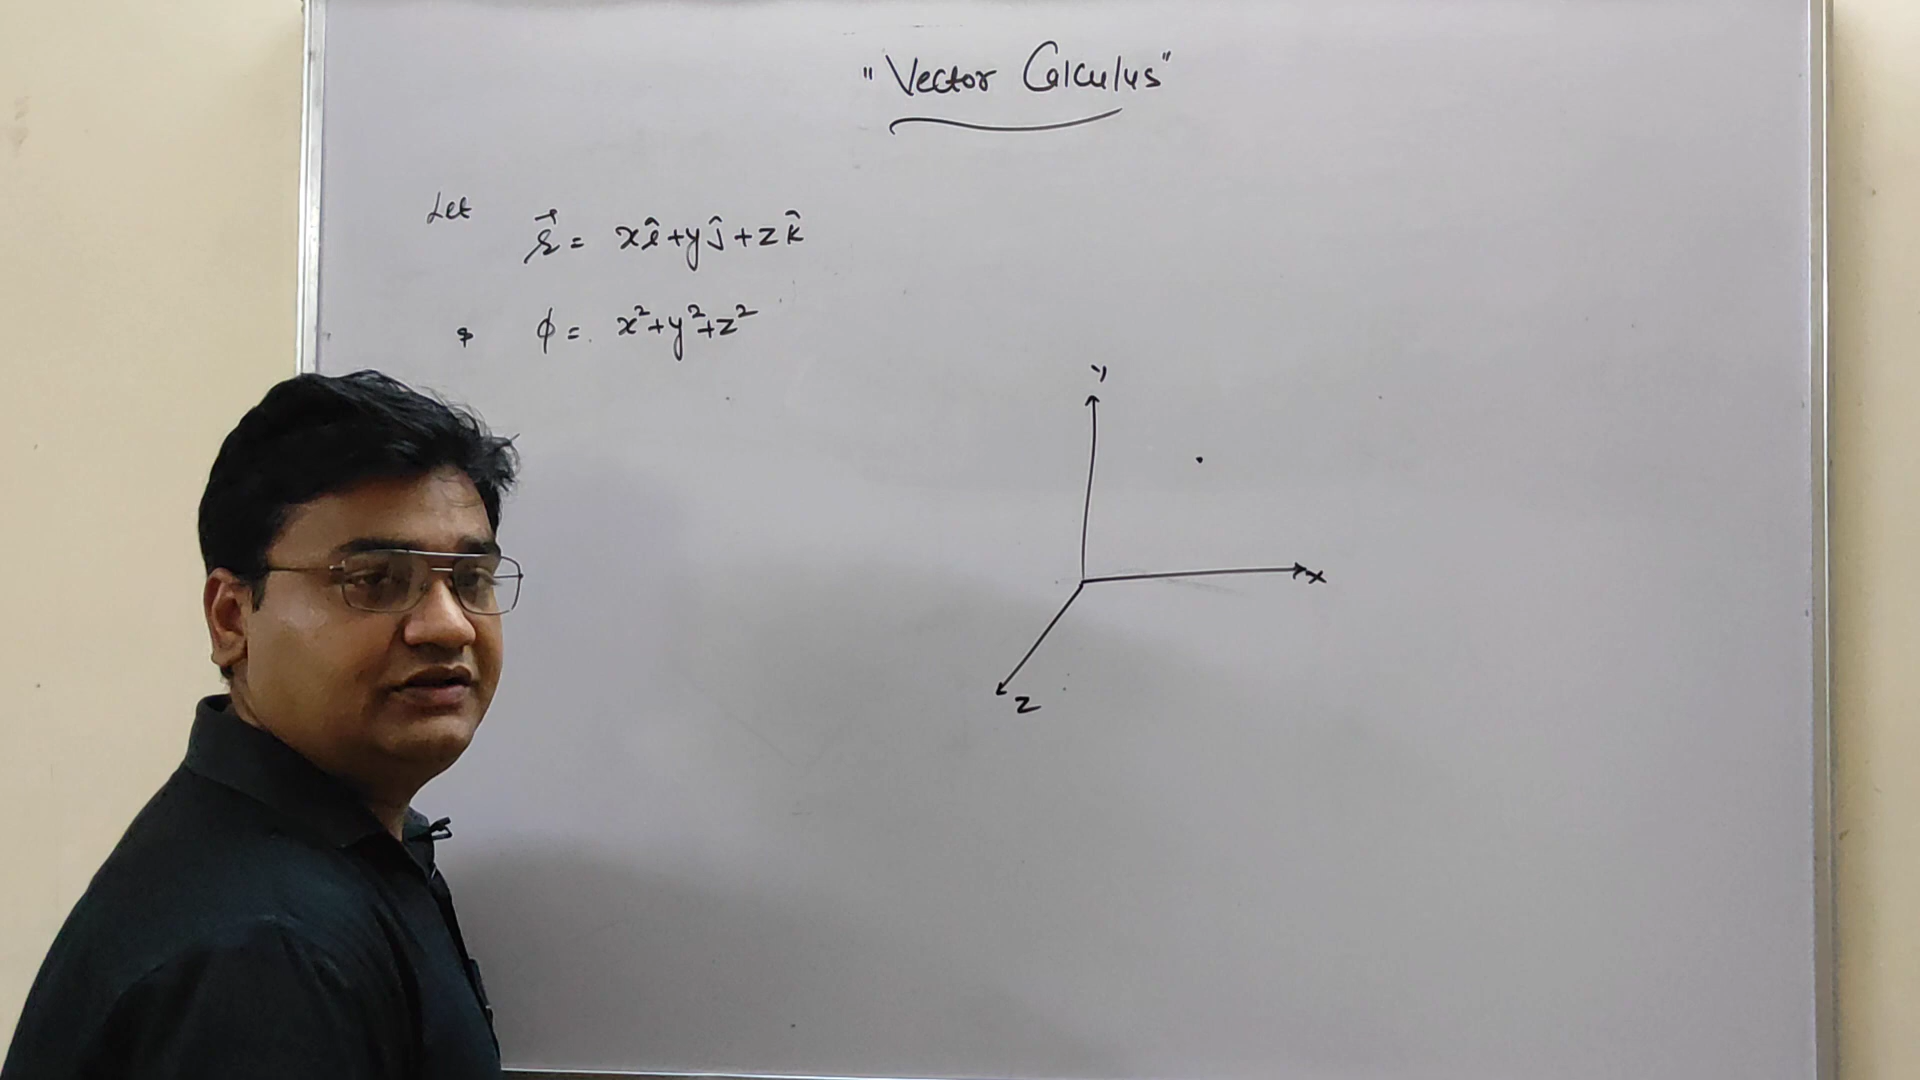 "Vector Calculus"
Let
r⃗ = xî+yĵ+zk̂
& ϕ = x²+y²+z²
Y
X
Z